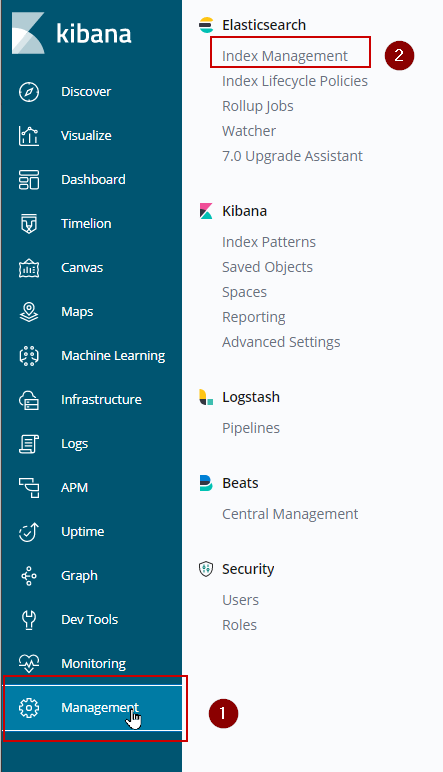 kibana
Discover
Visualize
Dashboard
Timelion
Canvas
Maps
Machine Learning
Infrastructure
Logs
APM
Uptime
Graph
Dev Tools
Monitoring
Management
1
Elasticsearch
Index Management
2
Index Lifecycle Policies
Rollup Jobs
Watcher
7.0 Upgrade Assistant
Kibana
Index Patterns
Saved Objects
Spaces
Reporting
Advanced Settings
Logstash
Pipelines
Beats
Central Management
Security
Users
Roles